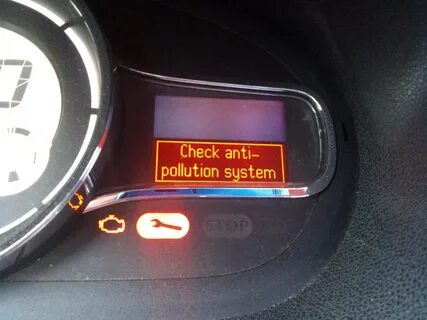 Check anti-
pollution system
STOP